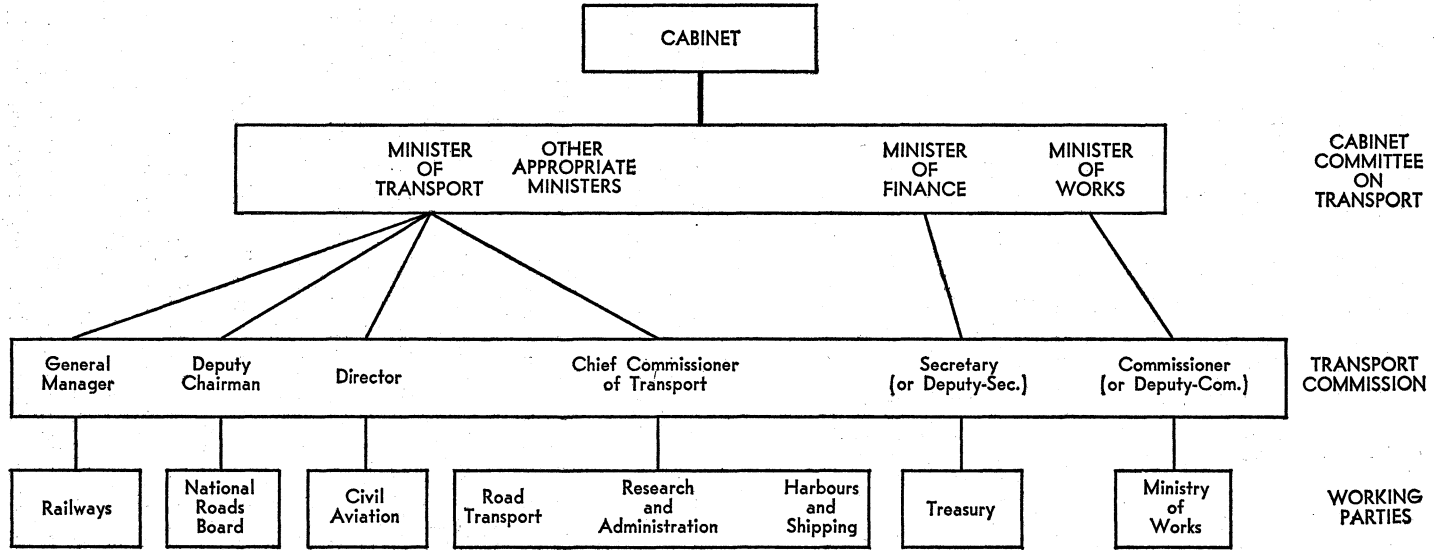 CABINET
MINISTER
OF
TRANSPORT
OTHER
APPROPRIATE
MINISTERS
MINISTER
OF
FINANCE
MINISTER
OF
WORKS
CABINET
COMMITTEE
ON
TRANSPORT
General
Manager
Deputy
Chairman
Director
Chief Commissioner
of Transport
Secretary
(or Deputy-Sec.)
Commissioner
(or Deputy-Com.)
TRANSPORT
COMMISSION
Railways
National
Roads
Board
Civil
Aviation
Road
Transport
Research
and
Administration
Harbours
and
Shipping
Treasury
Ministry
of
Works
WORKING
PARTIES